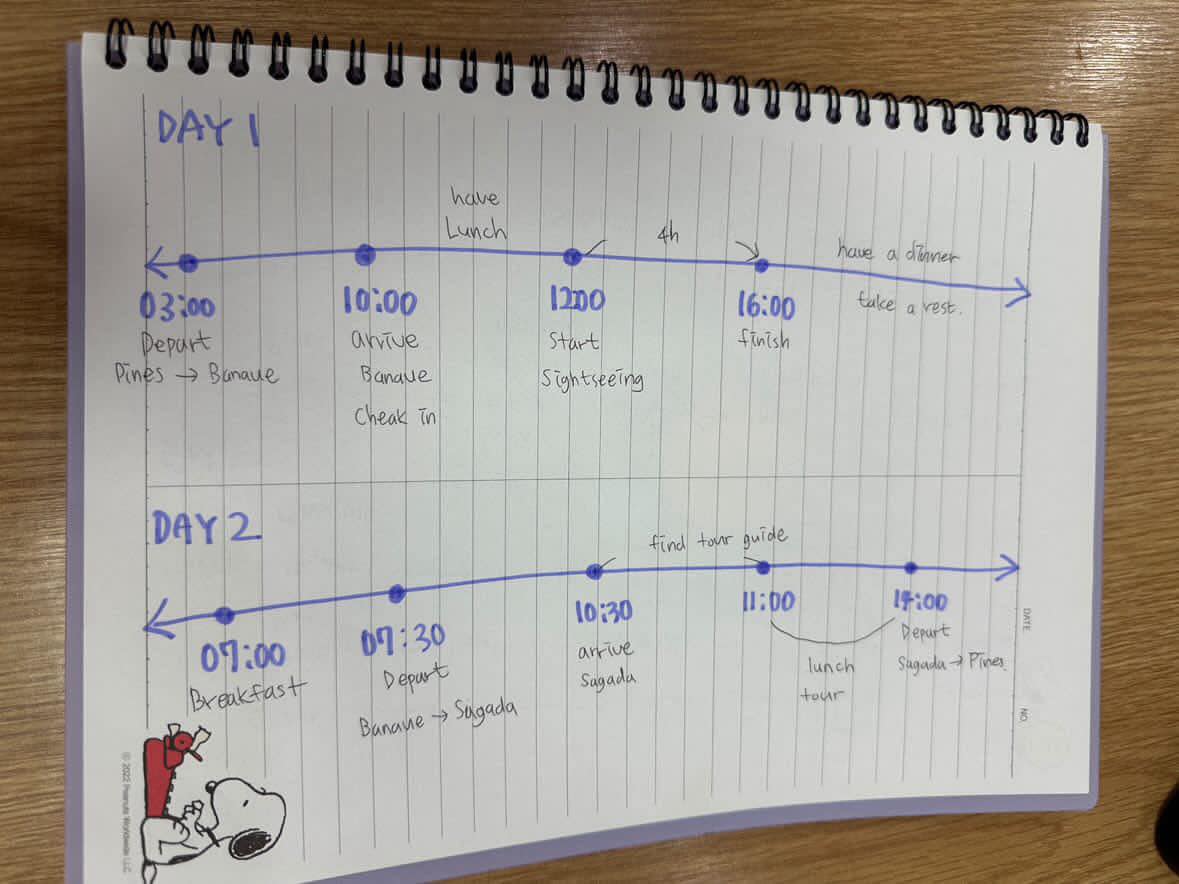 DAY 1
have
Lunch
4h
have a dinner
03:00
10:00
12:00
16:00
take a rest.
Depart
Pines → Banaue
arrive
Banaue
Cheak in
Start
Sightseeing
finish
DAY 2
find tour guide
07:00
Breakfast
07:30
Depart
Banaue → Sagada
10:30
arrive
Sagada
11:00
lunch
tour
14:00
Depart
Sagada → Pines.
DATE
NO.
© 2022 Peanuts Worldwide LLC